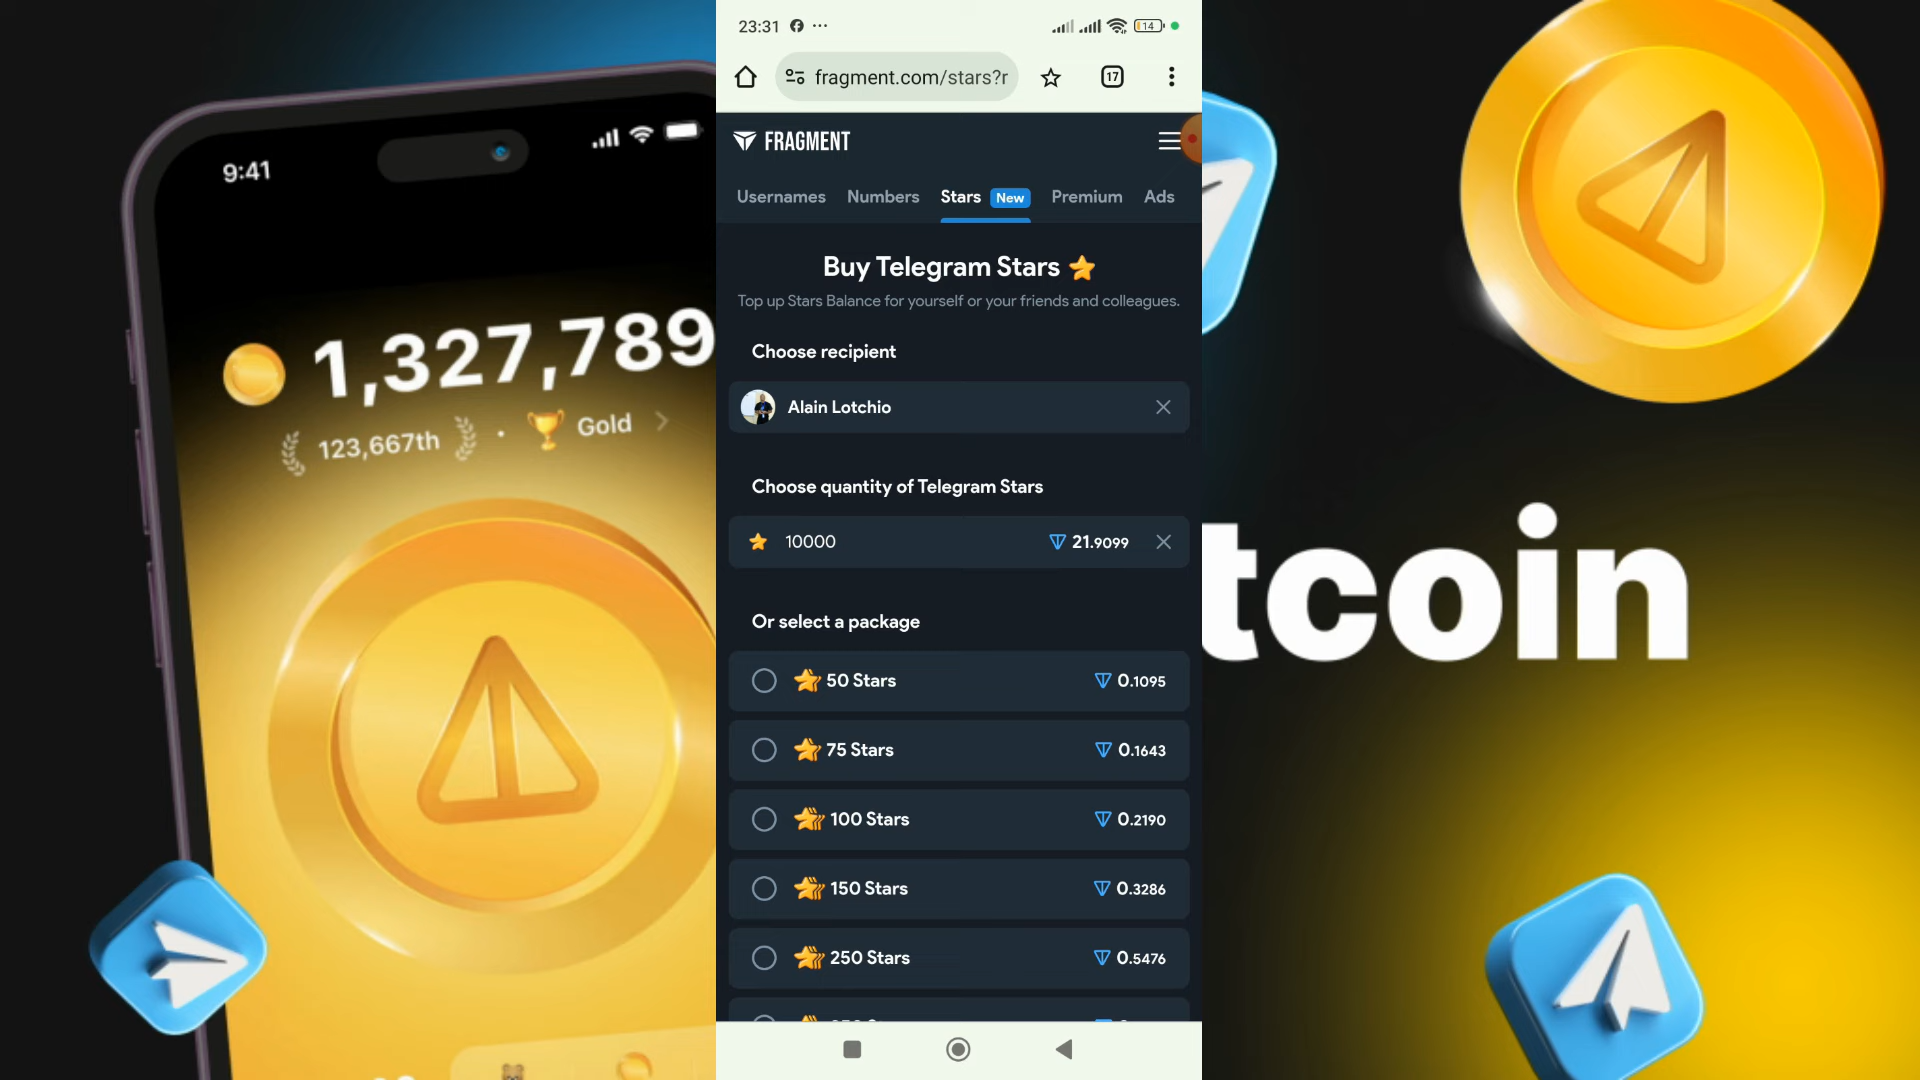 9:41
1,327,789
123,667th · Gold
23:31
14
fragment.com/stars?r
17
FRAGMENT
Usernames Numbers Stars New Premium Ads
Buy Telegram Stars
Top up Stars Balance for yourself or your friends and colleagues.
Choose recipient
Alain Lotchio
Choose quantity of Telegram Stars
10000 21.9099
Or select a package
50 Stars 0.1095
75 Stars 0.1643
100 Stars 0.2190
150 Stars 0.3286
250 Stars 0.5476
tcoin